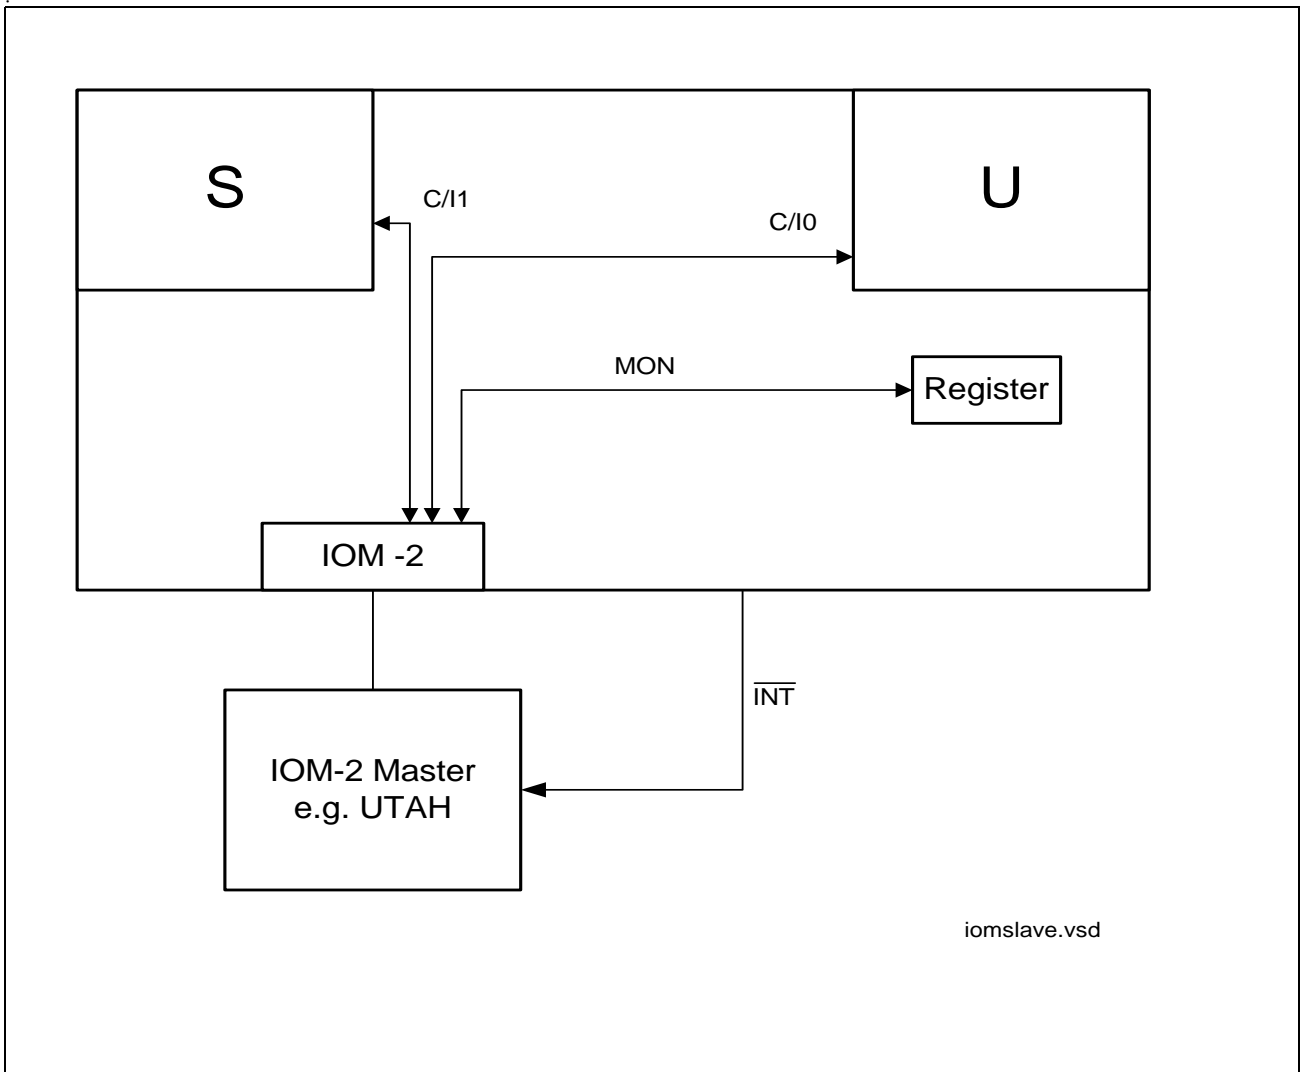 S
U
C/I1
C/I0
MON
Register
IOM -2
INT
IOM-2 Master
e.g. UTAH
iomslave.vsd